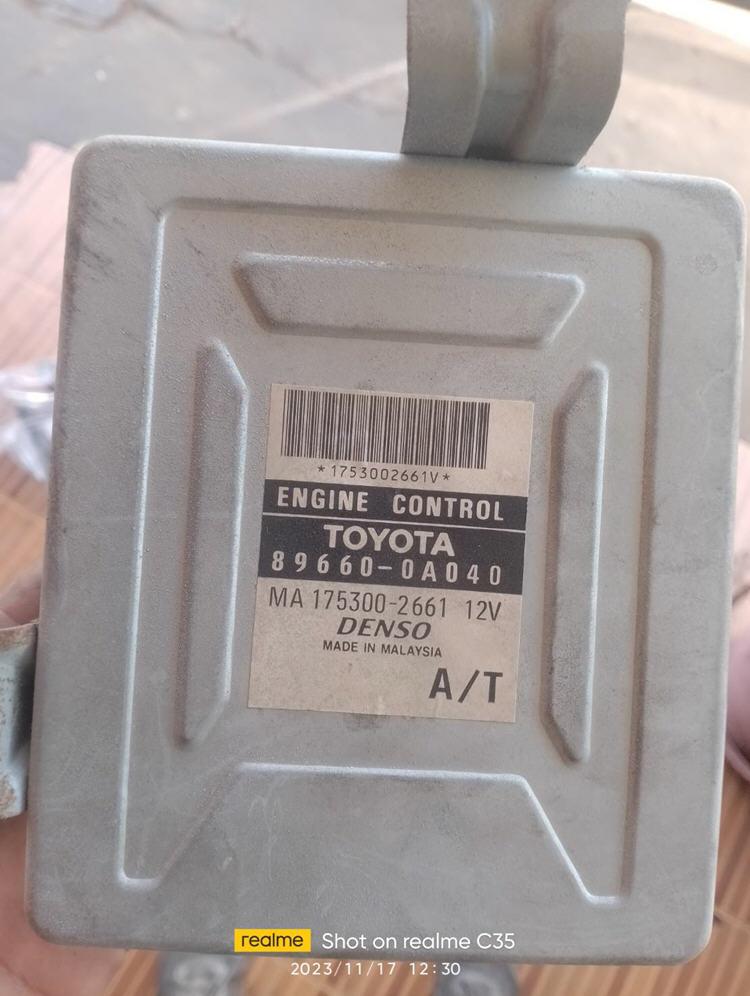 *1753002661V*
ENGINE CONTROL
TOYOTA
89660-0A040
MA 175300-2661 12V
DENSO
MADE IN MALAYSIA
A/T
realme Shot on realme C35
2023/11/17 12:30